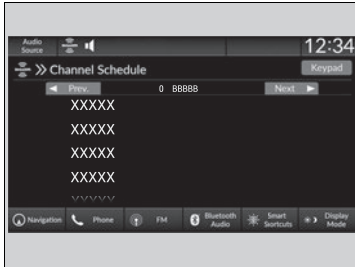 Audio Source
12:34
Channel Schedule
Keypad
Prev.
0 BBBBB
Next
XXXXX
XXXXX
XXXXX
XXXXX
Navigation
Phone
FM
Bluetooth Audio
Smart Sortcuts
Display Mode